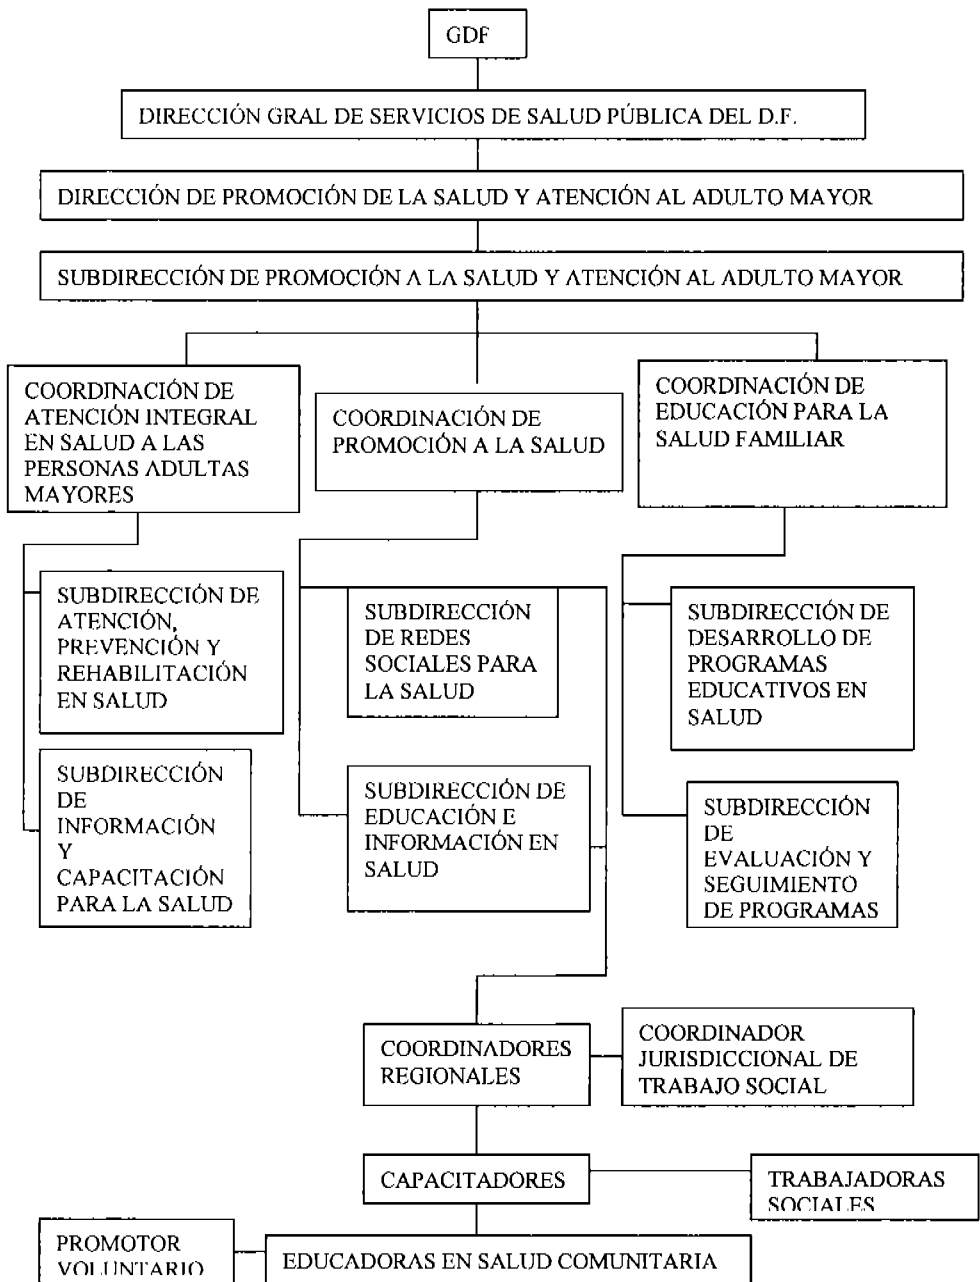 GDF
DIRECCIÓN GRAL DE SERVICIOS DE SALUD PÚBLICA DEL D.F.
DIRECCIÓN DE PROMOCIÓN DE LA SALUD Y ATENCIÓN AL ADULTO MAYOR
SUBDIRECCIÓN DE PROMOCIÓN A LA SALUD Y ATENCIÓN AL ADULTO MAYOR
COORDINACIÓN DE
ATENCIÓN INTEGRAL
EN SALUD A LAS
PERSONAS ADULTAS
MAYORES
COORDINACIÓN DE
PROMOCIÓN A LA SALUD
COORDINACIÓN DE
EDUCACIÓN PARA LA
SALUD FAMILIAR
SUBDIRECCIÓN DE
ATENCIÓN,
PREVENCIÓN Y
REHABILITACIÓN
EN SALUD
SUBDIRECCIÓN
DE REDES
SOCIALES PARA
LA SALUD
SUBDIRECCIÓN DE
DESARROLLO DE
PROGRAMAS
EDUCATIVOS EN
SALUD
SUBDIRECCIÓN
DE
INFORMACIÓN
Y
CAPACITACIÓN
PARA LA SALUD
SUBDIRECCIÓN DE
EDUCACIÓN E
INFORMACIÓN EN
SALUD
SUBDIRECCIÓN
DE
EVALUACIÓN Y
SEGUIMIENTO
DE PROGRAMAS
COORDINADORES
REGIONALES
COORDINADOR
JURISDICCIONAL DE
TRABAJO SOCIAL
CAPACITADORES
TRABAJADORAS
SOCIALES
PROMOTOR
VOLUNTARIO
EDUCADORAS EN SALUD COMUNITARIA